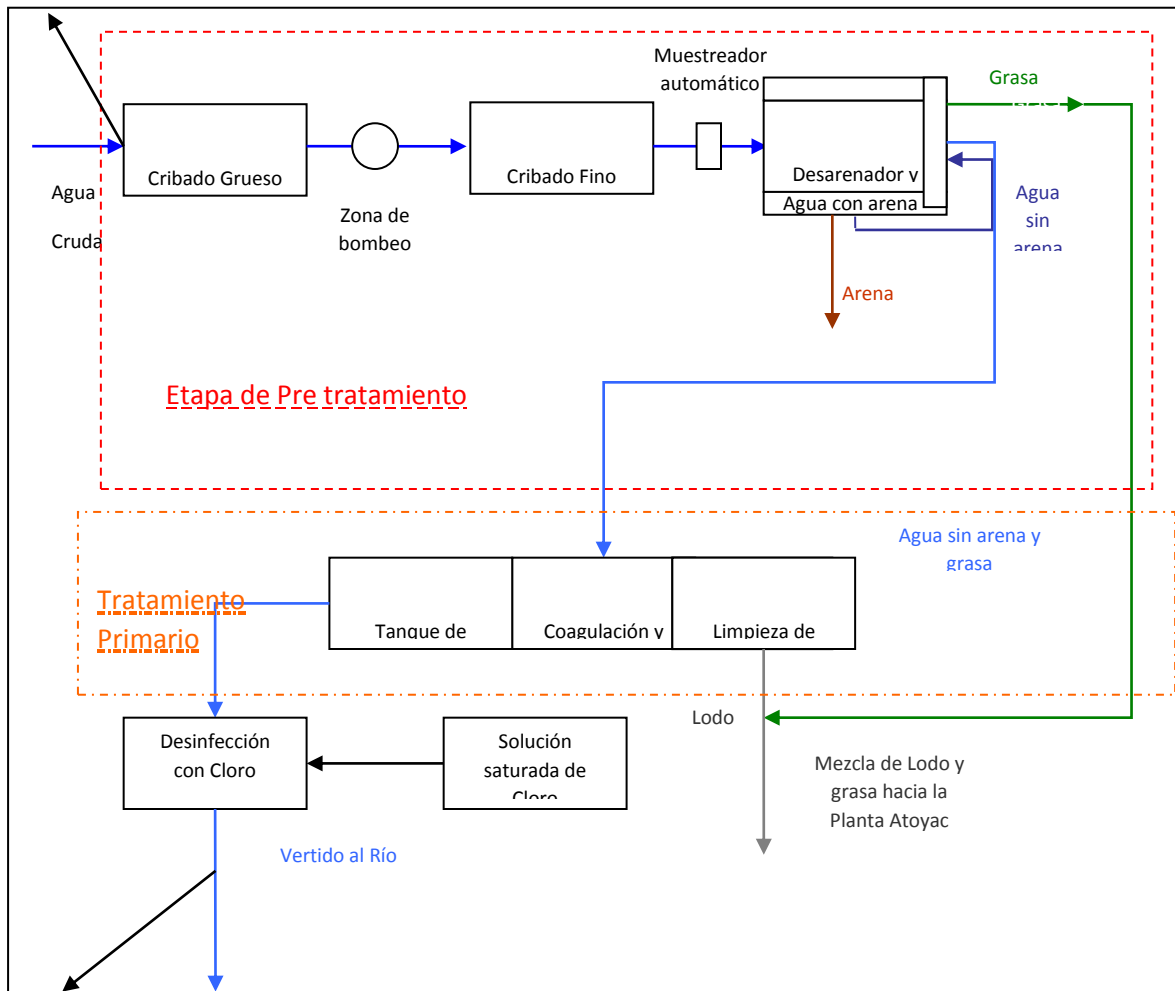 Muestreador
automático
Grasa
Cribado Grueso
Cribado Fino
Desarenador y
Agua con arena
Agua
Cruda
Zona de
bombeo
Agua
sin
arena
Arena
Etapa de Pre tratamiento
Agua sin arena y
grasa
Tratamiento
Primario
Tanque de
Coagulación y
Limpieza de
Lodo
Desinfección
con Cloro
Solución
saturada de
Cloro
Mezcla de Lodo y
grasa hacia la
Planta Atoyac
Vertido al Río